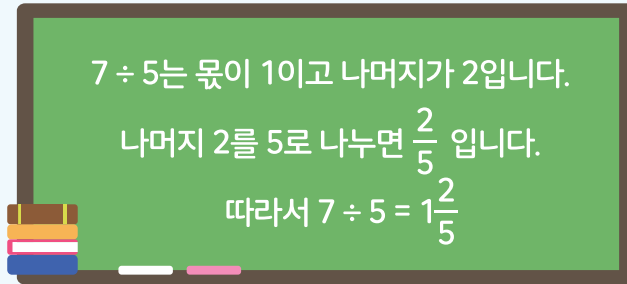 7 ÷ 5는 몫이 1이고 나머지가 2입니다.
나머지 2를 5로 나누면 2/5 입니다.
따라서 7 ÷ 5 = 1 2/5